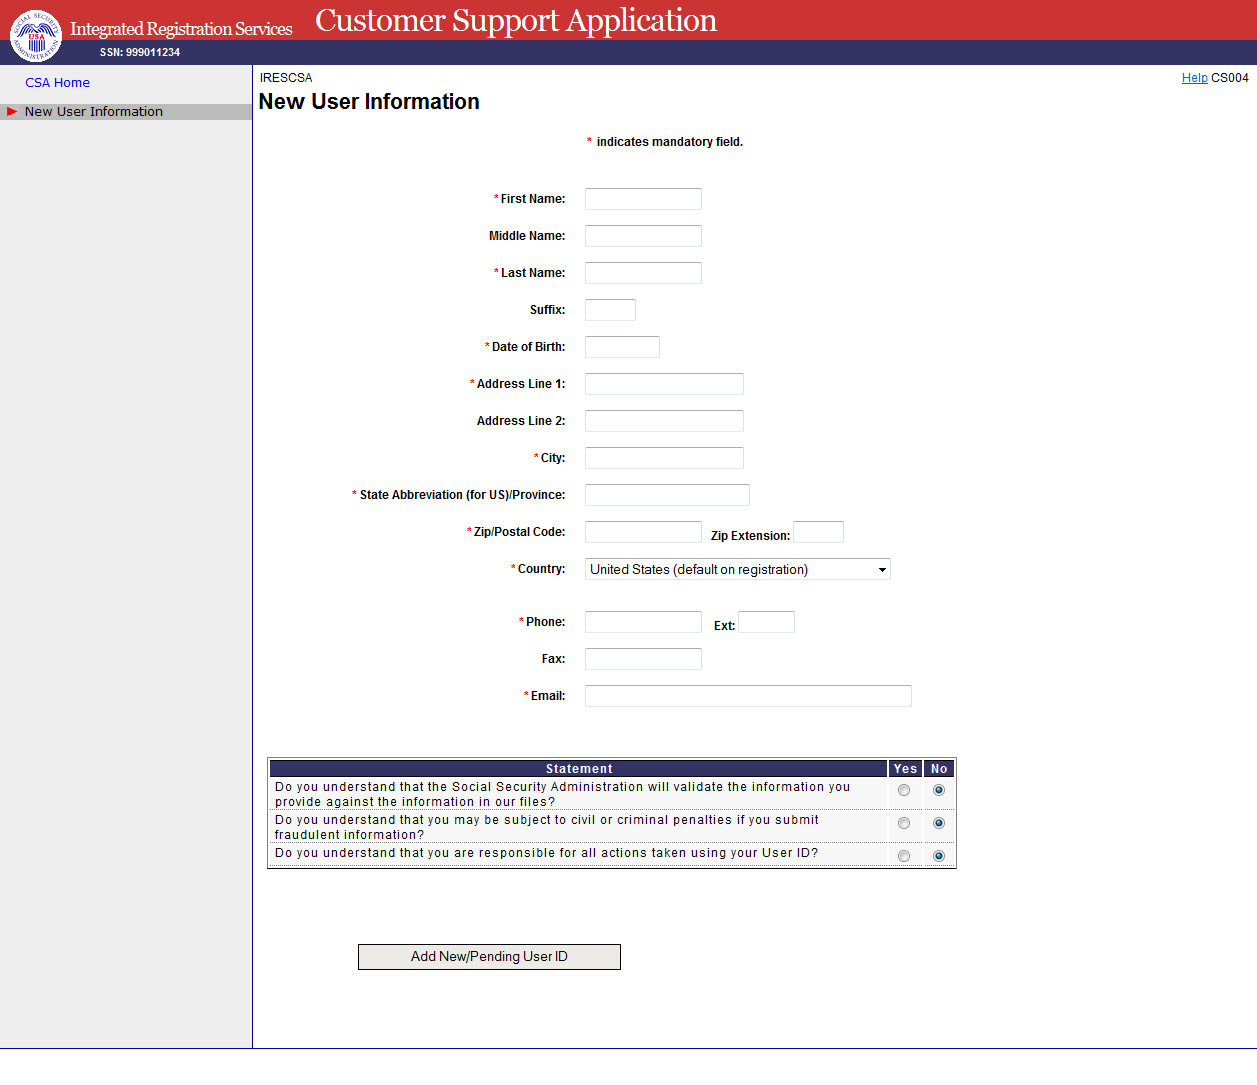 SOCIAL SECURITY ADMINISTRATION
USA
Integrated Registration Services
Customer Support Application
SSN: 999011234
CSA Home
New User Information
IRESCSA
Help CS004
New User Information
* indicates mandatory field.
*First Name:
Middle Name:
*Last Name:
Suffix:
*Date of Birth:
*Address Line 1:
Address Line 2:
*City:
* State Abbreviation (for US)/Province:
*Zip/Postal Code: Zip Extension:
*Country: United States (default on registration)
*Phone: Ext:
Fax:
*Email:
Statement Yes No
Do you understand that the Social Security Administration will validate the information you
provide against the information in our files?
Do you understand that you may be subject to civil or criminal penalties if you submit
fraudulent information?
Do you understand that you are responsible for all actions taken using your User ID?
Add New/Pending User ID